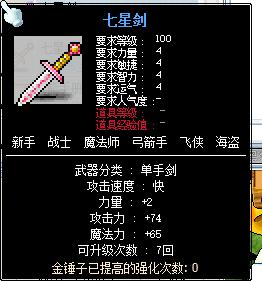 七星剑
要求等级 : 100
要求力量 : 4
要求敏捷 : 4
要求智力 : 4
要求运气 : 4
要求人气度 : -
道具等级 : -
道具经验值 : -
新手 战士 魔法师 弓箭手 飞侠 海盗
武器分类 : 单手剑
攻击速度 : 快
力量 : +2
攻击力 : +74
魔法力 : +65
可升级次数 : 7回
金锤子已提高的强化次数: 0